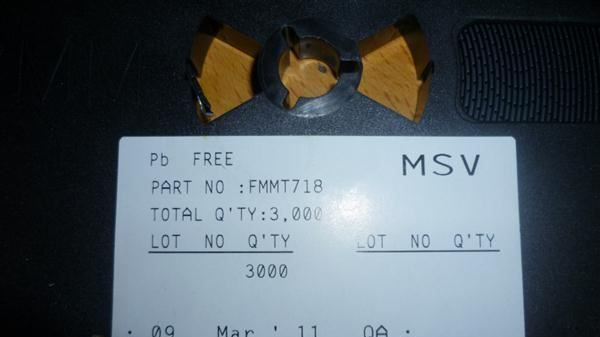 Pb FREE MSV
PART NO :FMMT718
TOTAL Q'TY:3,000
LOT NO Q'TY LOT NO Q'TY
3000
: 09 Mar ' 11 QA :